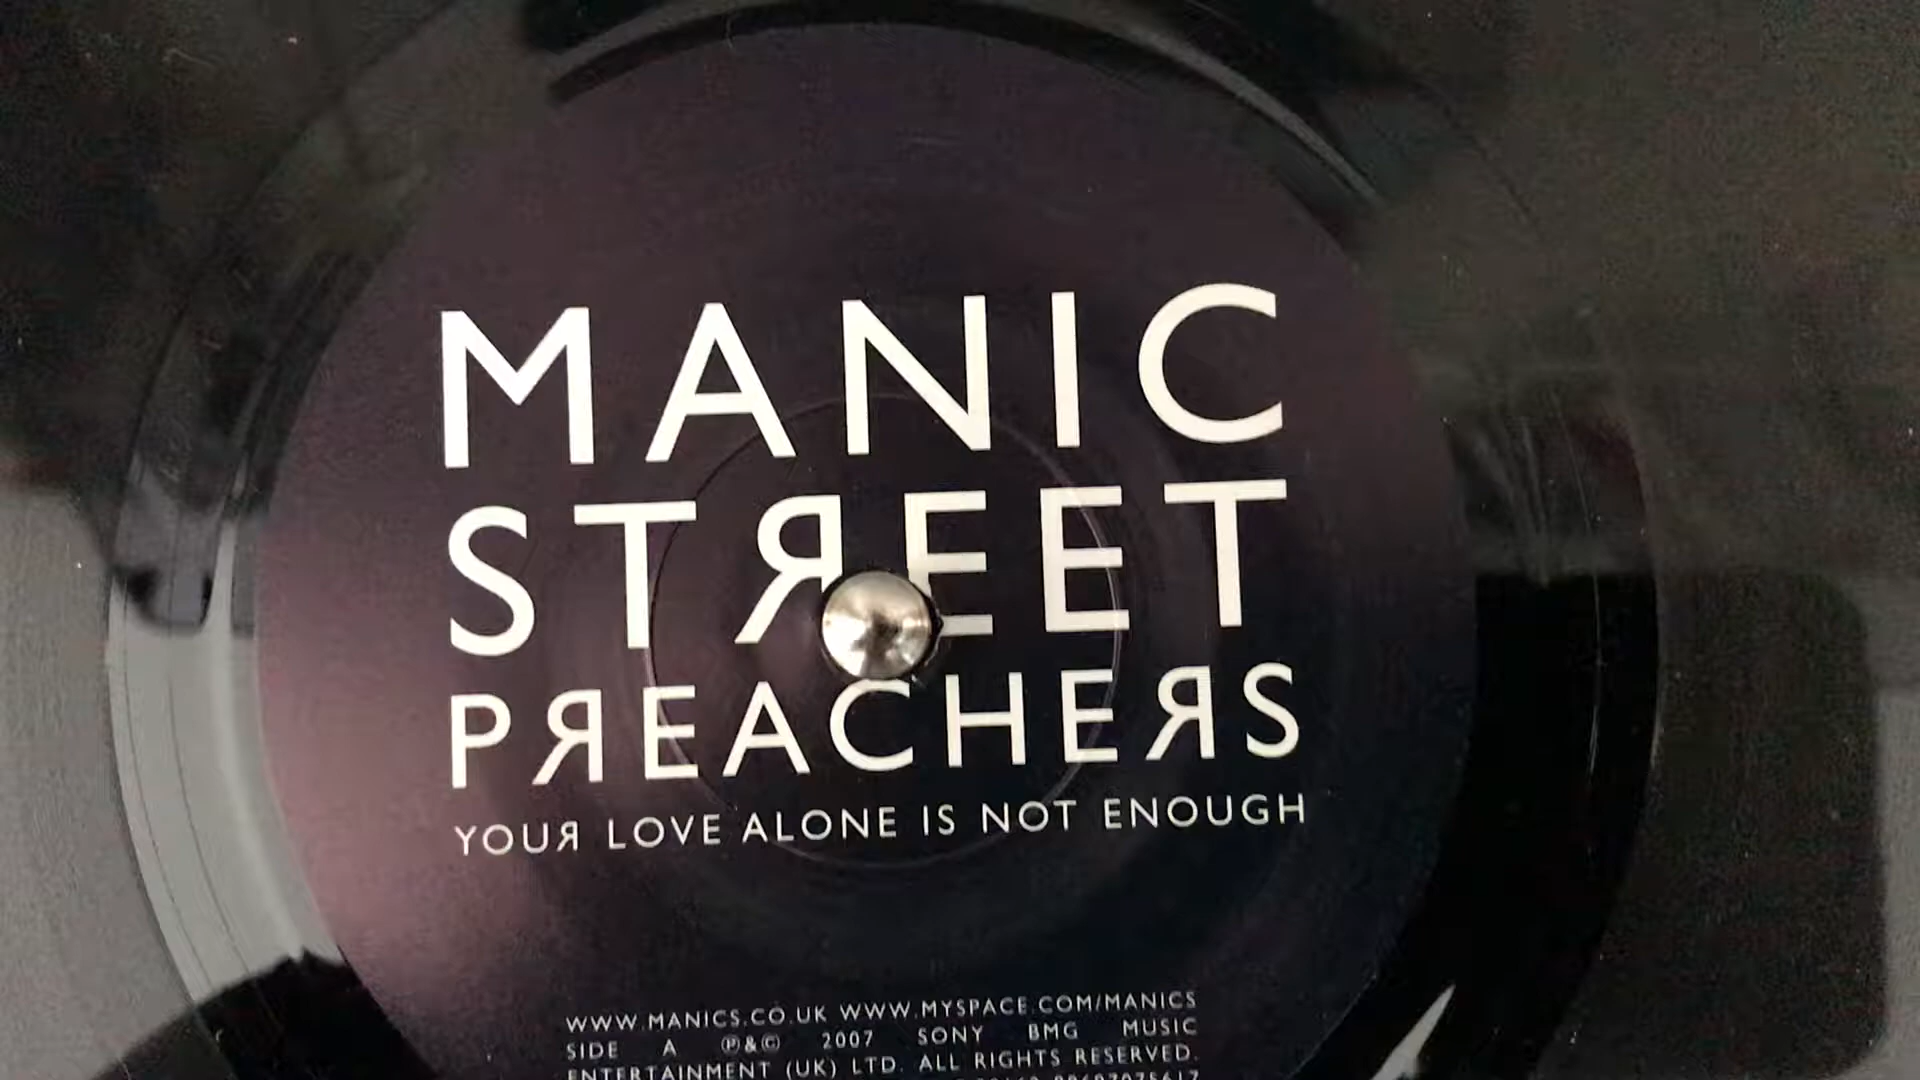 MANIC
STЯEET
PЯEACHEЯS
YOUЯ LOVE ALONE IS NOT ENOUGH
WWW.MANICS.CO.UK WWW.MYSPACE.COM/MANICS
SIDE A ℗&© 2007 SONY BMG MUSIC
ENTERTAINMENT (UK) LTD. ALL RIGHTS RESERVED.
88697075617